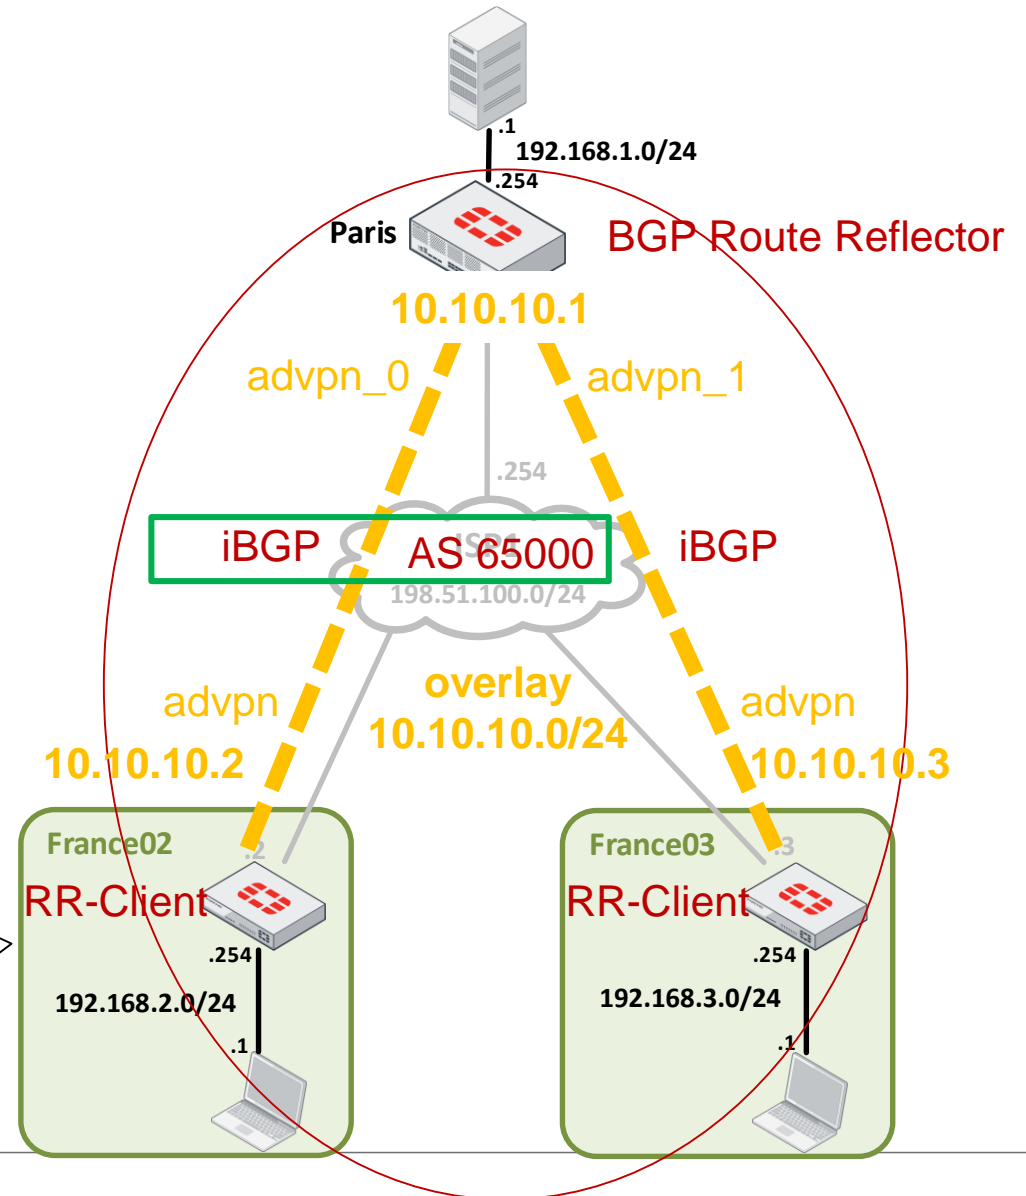 .1
192.168.1.0/24
.254
Paris
BGP Route Reflector
10.10.10.1
advpn_0
advpn_1
.254
iBGP
ISP1
AS 65000
iBGP
198.51.100.0/24
overlay
10.10.10.0/24
advpn
10.10.10.2
advpn
10.10.10.3
France02
.2
RR-Client
.254
192.168.2.0/24
.1
France03
.3
RR-Client
.254
192.168.3.0/24
.1